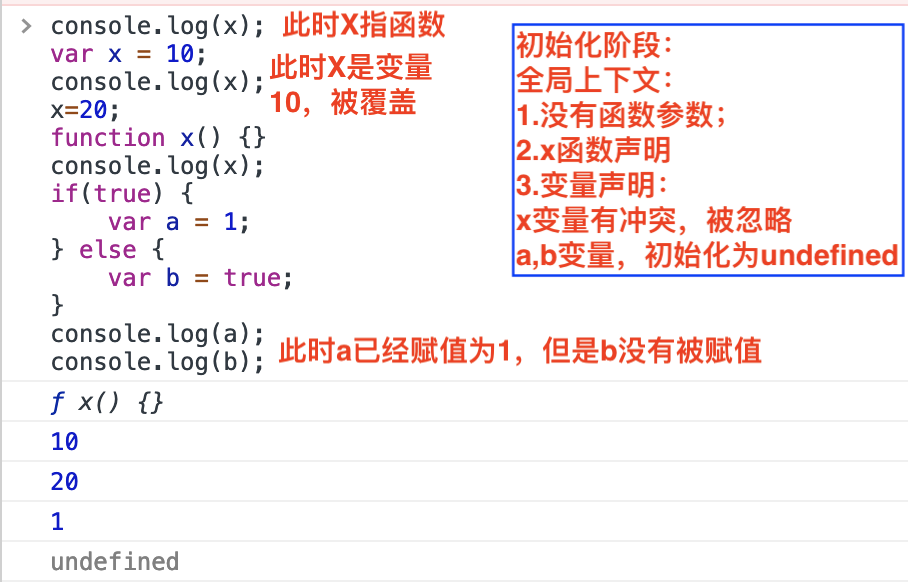 > console.log(x); 此时X指函数
var x = 10;
console.log(x); 此时X是变量
10，被覆盖
x=20;
function x() {}
console.log(x);
if(true) {
    var a = 1;
} else {
    var b = true;
}
console.log(a);
console.log(b); 此时a已经赋值为1，但是b没有被赋值
初始化阶段：
全局上下文：
1.没有函数参数；
2.x函数声明
3.变量声明：
x变量有冲突，被忽略
a,b变量，初始化为undefined
ƒ x() {}
10
20
1
undefined